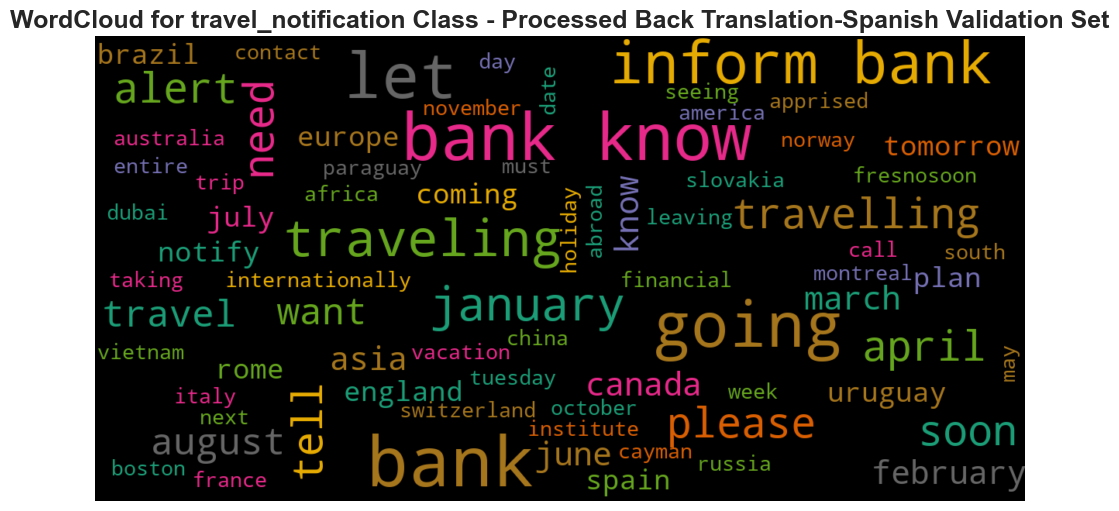 WordCloud for travel_notification Class - Processed Back Translation-Spanish Validation Set
brazil contact let day inform bank
alert need november date seeing america apprised
australia europe bank know norway tomorrow
entire paraguay must slovakia fresnosoon
trip africa coming holiday abroad know
dubai july traveling leaving travelling
notify call south
taking internationally financial montreal plan
travel want january march
going april
vietnam rome asia vacation china may
italy england tuesday canada week uruguay
next switzerland october
august tell institute please soon
boston france bank june cayman spain russia february